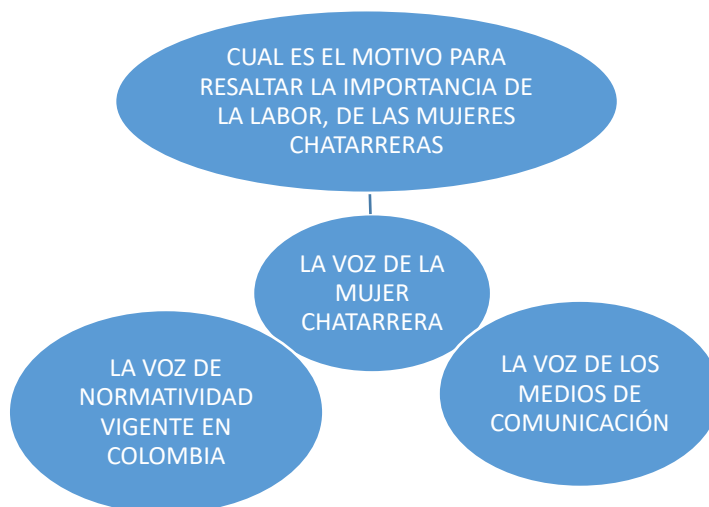 CUAL ES EL MOTIVO PARA
RESALTAR LA IMPORTANCIA DE
LA LABOR, DE LAS MUJERES
CHATARRERAS
LA VOZ DE LA
MUJER
CHATARRERA
LA VOZ DE
NORMATIVIDAD
VIGENTE EN
COLOMBIA
LA VOZ DE LOS
MEDIOS DE
COMUNICACIÓN